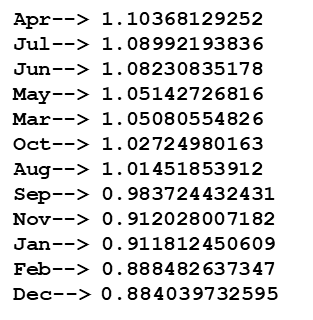 Apr--> 1.10368129252
Jul--> 1.08992193836
Jun--> 1.08230835178
May--> 1.05142726816
Mar--> 1.05080554826
Oct--> 1.02724980163
Aug--> 1.01451853912
Sep--> 0.983724432431
Nov--> 0.912028007182
Jan--> 0.911812450609
Feb--> 0.888482637347
Dec--> 0.884039732595